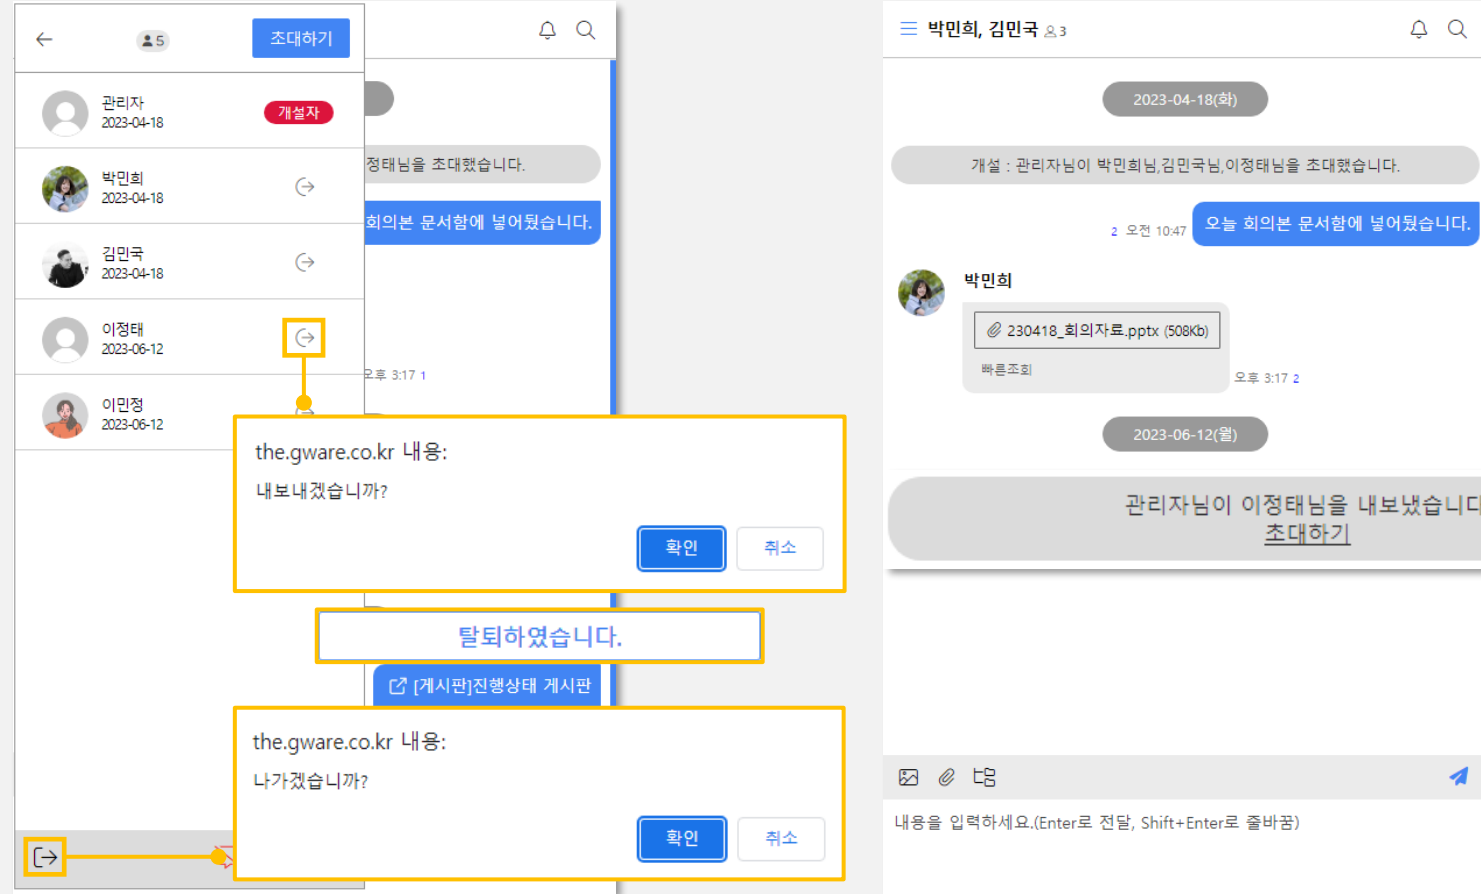 5
초대하기
관리자
2023-04-18
개설자
박민희
2023-04-18
김민국
2023-04-18
이정태
2023-06-12
이민정
2023-06-12
정태님을 초대했습니다.
회의본 문서함에 넣어뒀습니다.
오후 3:17 1
the.gware.co.kr 내용:
내보내겠습니까?
확인
취소
탈퇴하였습니다.
[게시판]진행상태 게시판
the.gware.co.kr 내용:
나가겠습니까?
확인
취소
박민희, 김민국 3
2023-04-18(화)
개설 : 관리자님이 박민희님,김민국님,이정태님을 초대했습니다.
2 오전 10:47
오늘 회의본 문서함에 넣어뒀습니다.
박민희
230418_회의자료.pptx (508Kb)
빠른조회
오후 3:17 2
2023-06-12(월)
관리자님이 이정태님을 내보냈습니다
초대하기
내용을 입력하세요.(Enter로 전달, Shift+Enter로 줄바꿈)